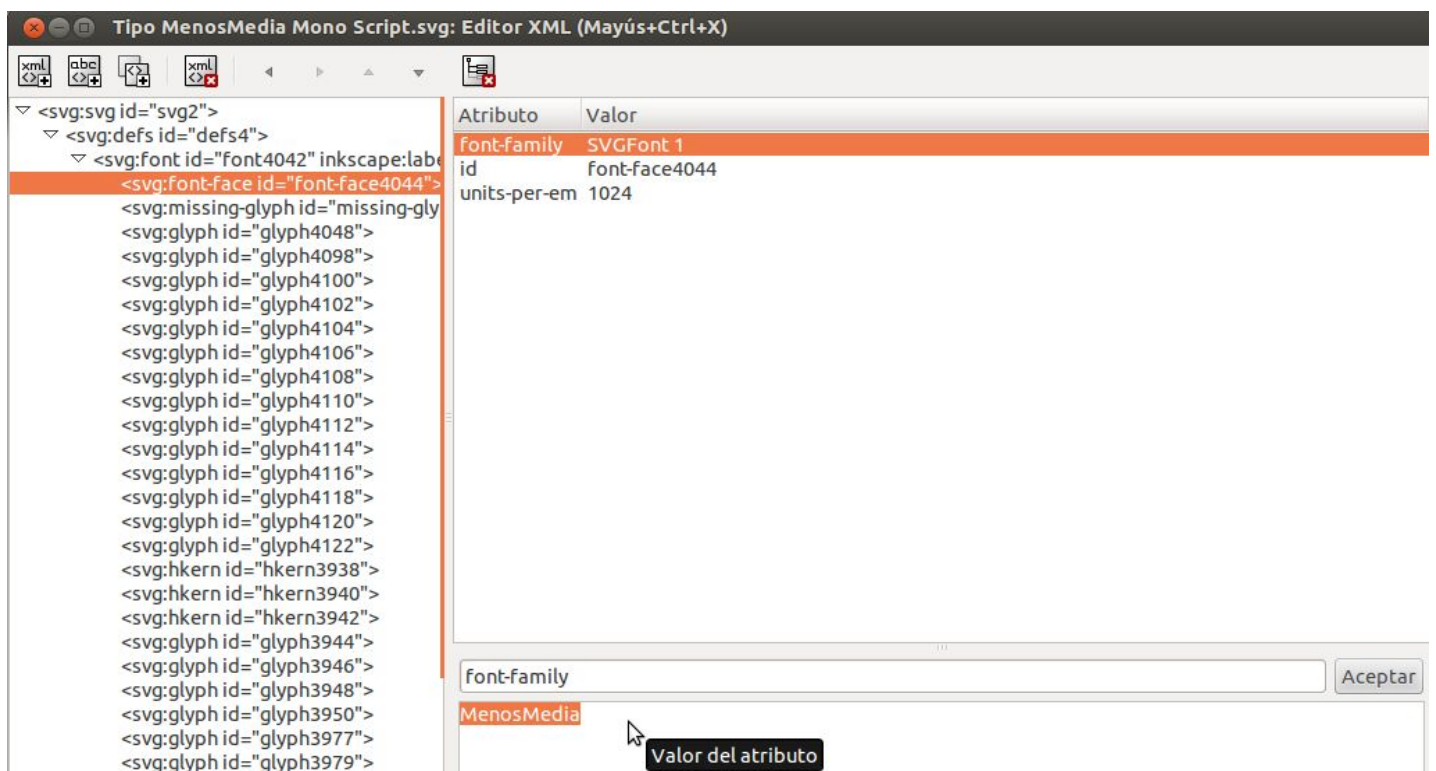 Tipo MenosMedia Mono Script.svg: Editor XML (Mayús+Ctrl+X)
xml
abc
xml
<svg:svg id="svg2">
<svg:defs id="defs4">
<svg:font id="font4042" inkscape:labe
<svg:font-face id="font-face4044">
<svg:missing-glyph id="missing-gly
<svg:glyph id="glyph4048">
<svg:glyph id="glyph4098">
<svg:glyph id="glyph4100">
<svg:glyph id="glyph4102">
<svg:glyph id="glyph4104">
<svg:glyph id="glyph4106">
<svg:glyph id="glyph4108">
<svg:glyph id="glyph4110">
<svg:glyph id="glyph4112">
<svg:glyph id="glyph4114">
<svg:glyph id="glyph4116">
<svg:glyph id="glyph4118">
<svg:glyph id="glyph4120">
<svg:glyph id="glyph4122">
<svg:hkern id="hkern3938">
<svg:hkern id="hkern3940">
<svg:hkern id="hkern3942">
<svg:glyph id="glyph3944">
<svg:glyph id="glyph3946">
<svg:glyph id="glyph3948">
<svg:glyph id="glyph3950">
<svg:glyph id="glyph3977">
<svg:glyph id="glyph3979">
Atributo Valor
font-family SVGFont 1
id font-face4044
units-per-em 1024
font-family
Aceptar
MenosMedia
Valor del atributo